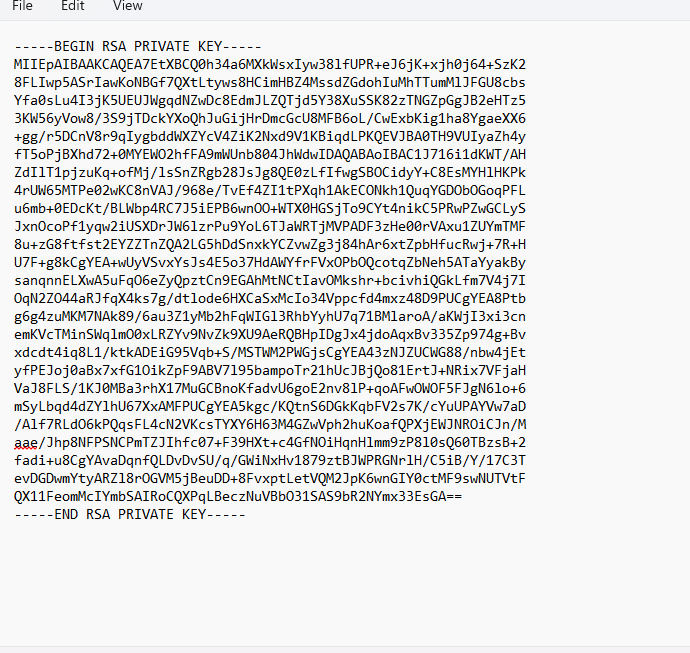 File Edit View
-----BEGIN RSA PRIVATE KEY-----
MIIEpAIBAAKCAQEA7EtXBCQ0h34a6MXkWsxIyw38lfUPR+eJ6jK+xjh0j64+SzK2
8FLIwp5ASrIawKoNBGf7QXtLtyws8HCimHBZ4MssdZGdohIuMhTTumMlJFGU8cbs
Yfa0sLu4I3jK5UEUJWgqdNZwDc8EdmJLZQTjd5Y38XuSSK82zTNGZpGgJB2eHTz5
3KW56yVow8/3S9jTDckYXoQhJuGijHrDmcGcU8MFB6oL/CwExbKig1ha8YgaeXX6
+gg/r5DCnV8r9qIygbddWXZYcV4ZiK2Nxd9V1KBiqdLPKQEVJBA0TH9VUIyaZh4y
fT5oPjBXhd72+0MYEWO2hfFA9mWUnb804JhWdwIDAQABAoIBAC1J716i1dKWT/AH
ZdIlT1pjzuKq+ofMj/lsSnZRgb28JsJg8QE0zLfIfwgSBOCidyY+C8EsMYHlHKPk
4rUW65MTPe02wKC8nVAJ/968e/TvEf4ZI1tPXqh1AkECONkh1QuqYGDObOGoqPFL
u6mb+0EDcKt/BLWbp4RC7J5iEPB6wnOO+WTX0HGSjTo9CYt4nikC5PRwPZwGCLyS
JxnOcoPf1yqw2iUSXDrJW6lzrPu9YoL6TJaWRTjMVPADF3zHe00rVAxu1ZUYmTMF
8u+zG8ftfst2EYZZTnZQA2LG5hDdSnxkYCZvwZg3j84hAr6xtZpbHfucRwj+7R+H
U7F+g8kCgYEA+wUyVSvxYsJs4E5o37HdAWYfrFVxOPbOQcotqZbNeh5ATaYyakBy
sanqnnELXwA5uFqO6eZyQpztCn9EGAhMtNCtIavOMkshr+bcivhiQGkLfm7V4j7I
OqN2ZO44aRJfqX4ks7g/dtlode6HXCaSxMcIo34Vppcfd4mxz48D9PUCgYEA8Ptb
g6g4zuMKM7NAk89/6au3Z1yMb2hFqWIGl3RhbYyhU7q71BMlaroA/aKWjI3xi3cn
emKVcTMinSWqlmO0xLRZYv9NvZk9XU9AeRQBHpIDgJx4jdoAqxBv335Zp974g+Bv
xdcdt4iq8L1/ktkADEiG95Vqb+S/MSTWM2PWGjsCgYEA43zNJZUCWG88/nbw4jEt
yfPEJoj0aBx7xfG1OikZpF9ABV7l95bampoTr21hUcJBjQo81ErtJ+NRix7VFjaH
VaJ8FLS/1KJ0MBa3rhX17MuGCBnoKfadvU6goE2nv8lP+qoAFwOWOF5FJgN6lo+6
mSyLbqd4dZYlhU67XxAMFPUCgYEA5kgc/KQtnS6DGkKqbFV2s7K/cYuUPAYVw7aD
/Alf7RLdO6kPQqsFL4cN2VKcsTYXY6H63M4GZwVph2huKoafQPXjEWJNROiCJn/M
aae/Jhp8NFPSNCPmTZJIhfc07+F39HXt+c4GfNOiHqnHlmm9zP8l0sQ60TBzsB+2
fadi+u8CgYAvaDqnfQLDvDvSU/q/GWiNxHv1879ztBJWPRGNrlH/C5iB/Y/17C3T
evDGDwmYtyARZl8rOGVM5jBeuDD+8FvxptLetVQM2JpK6wnGIY0ctMF9swNUTVtF
QX11FeomMcIYmbSAIRoCQXPqLBeczNuVBbO31SAS9bR2NYmx33EsGA==
-----END RSA PRIVATE KEY-----